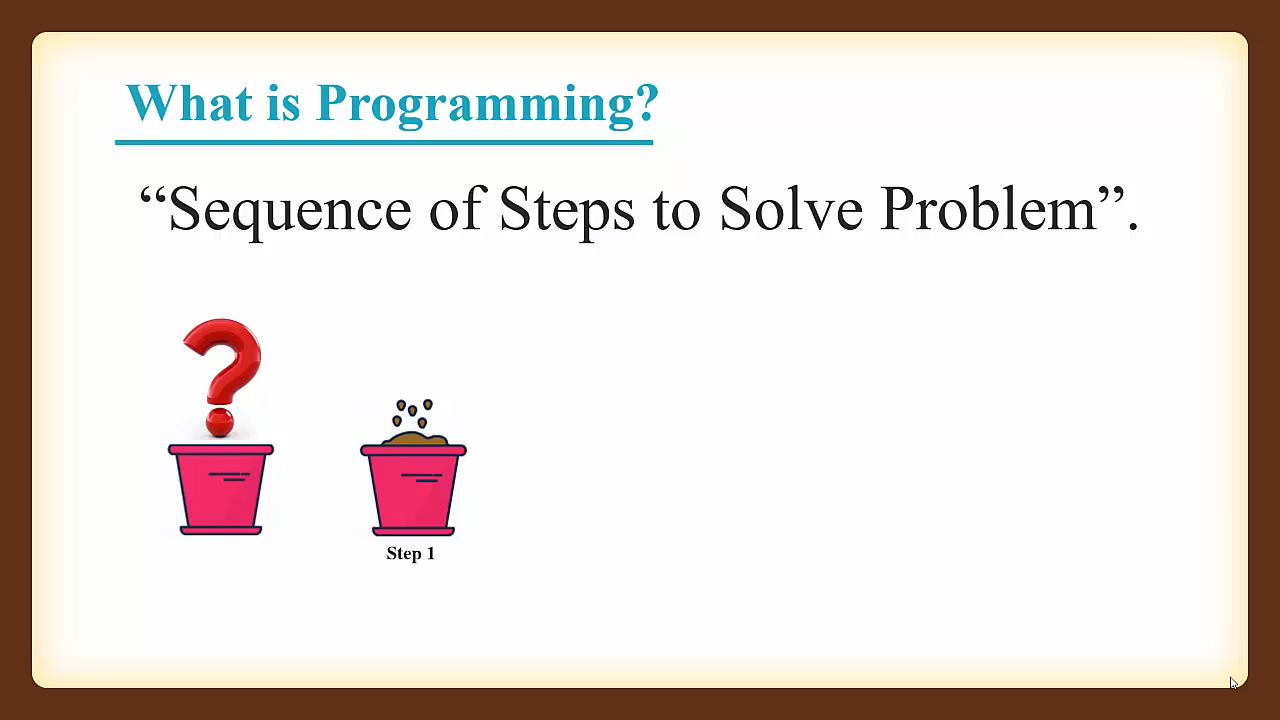 What is Programming?
“Sequence of Steps to Solve Problem”.
Step 1